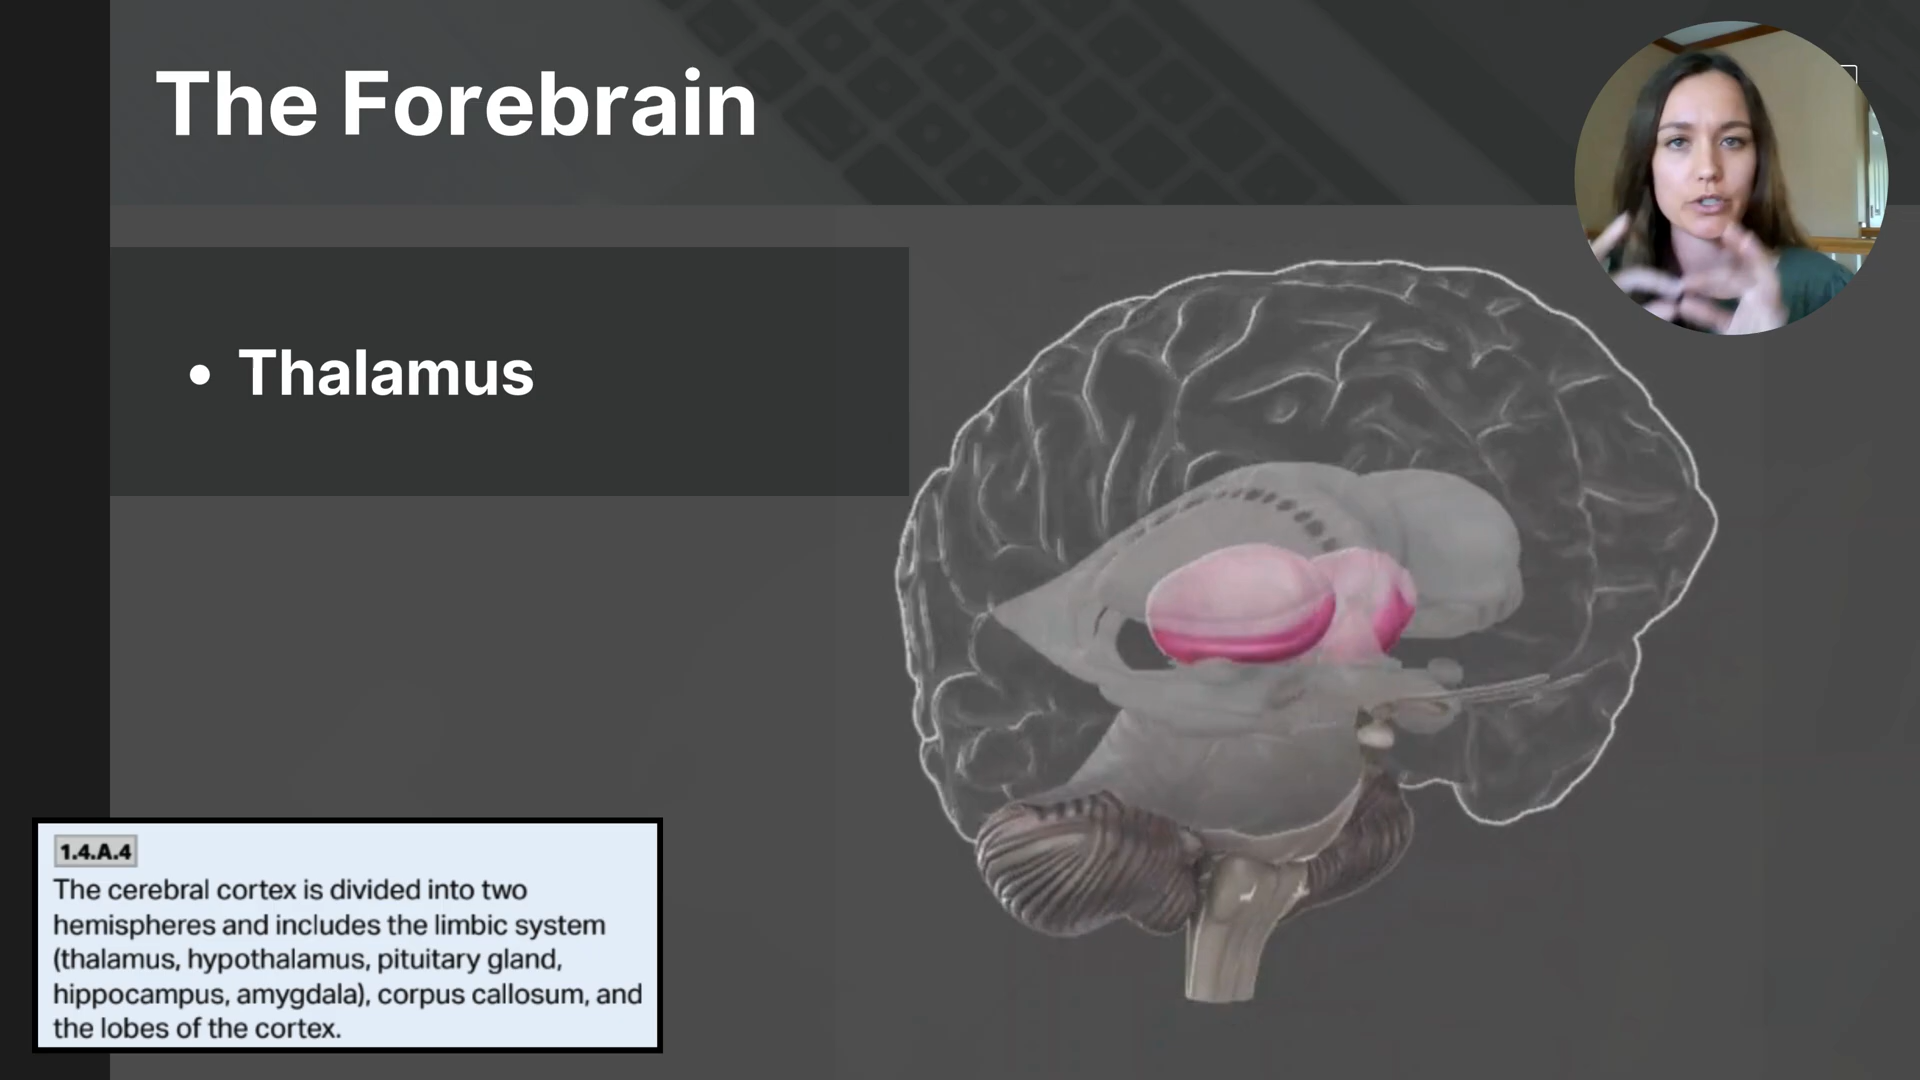 The Forebrain
• Thalamus
1.4.A.4
The cerebral cortex is divided into two
hemispheres and includes the limbic system
(thalamus, hypothalamus, pituitary gland,
hippocampus, amygdala), corpus callosum, and
the lobes of the cortex.